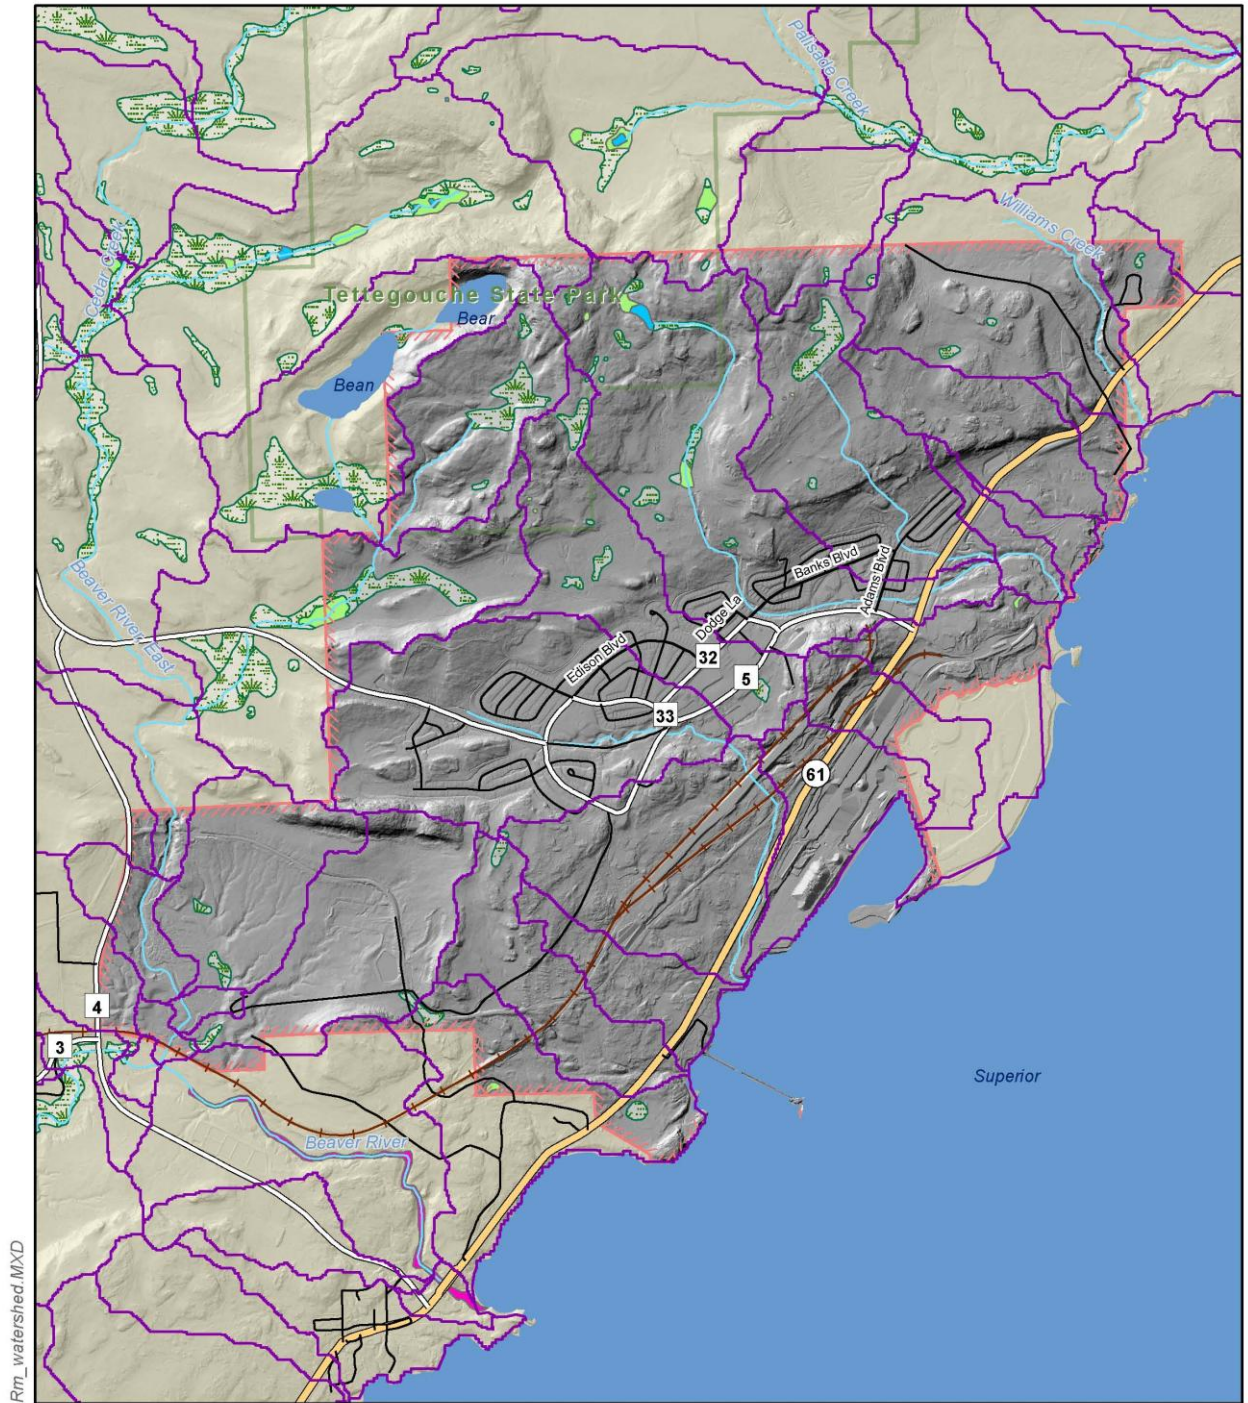 Palisade Creek
Williams Creek
Cedar Creek
Tettegouche State Park
Bear
Bean
Beaver River East
Banks Blvd
Adams Blvd
Dodge La
Edison Blvd
32
5
33
61
4
3
Superior
Beaver River
Rm_watershed.MXD